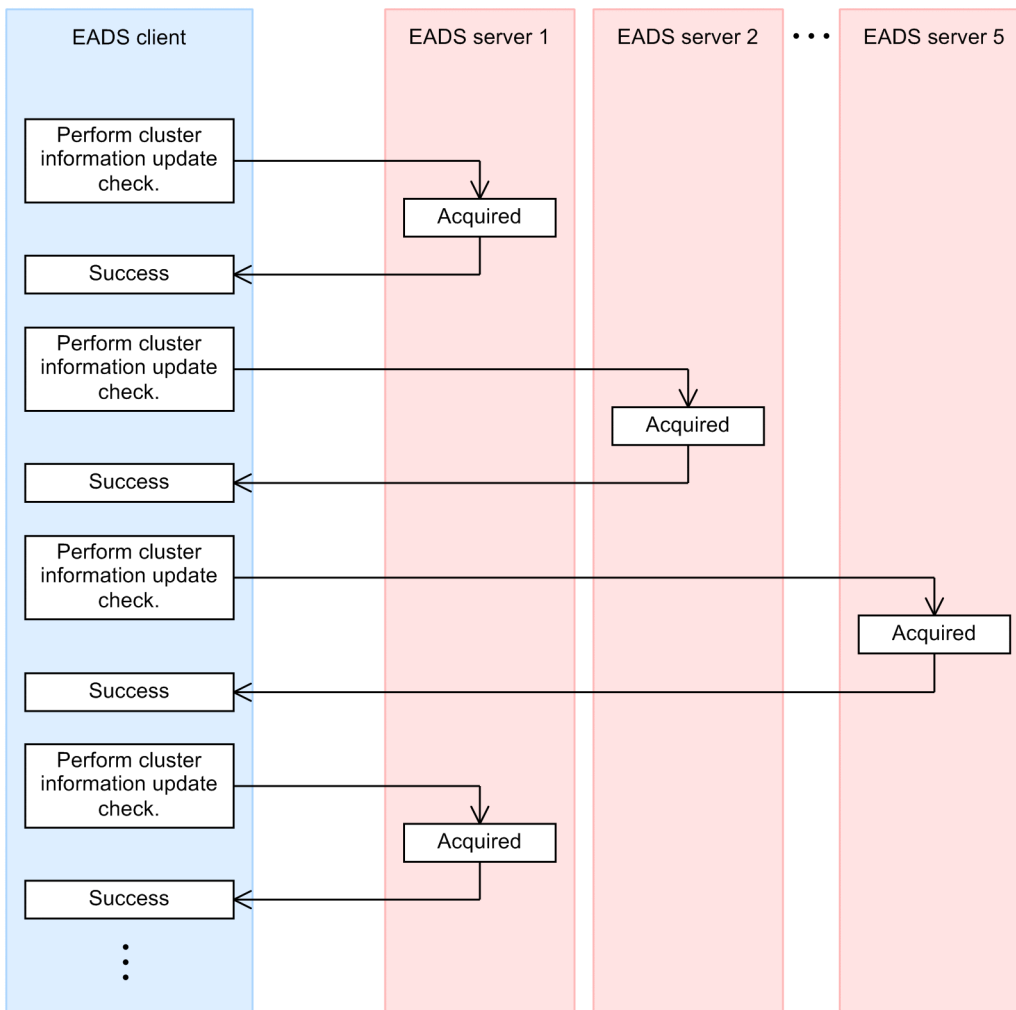 EADS client
EADS server 1
EADS server 2
• • •
EADS server 5
Perform cluster
information update
check.
Acquired
Success
Perform cluster
information update
check.
Acquired
Success
Perform cluster
information update
check.
Acquired
Success
Perform cluster
information update
check.
Acquired
Success